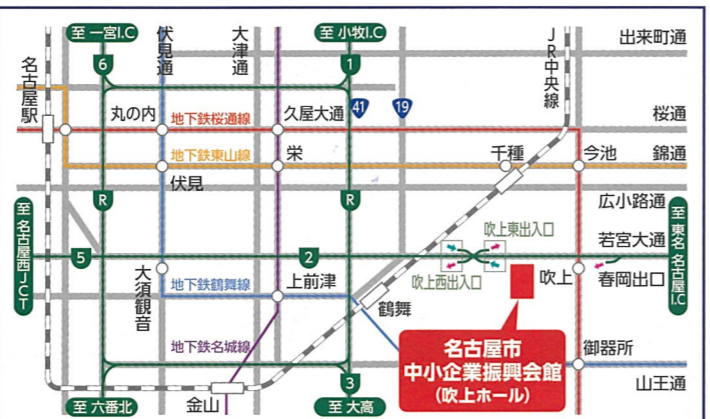 至 一宮I.C
伏見通
大津通
至 小牧I.C
JR中央線
出来町通
名古屋駅
6
1
41
19
丸の内
地下鉄桜通線
久屋大通
桜通
地下鉄東山線
栄
千種
今池
錦通
伏見
R
R
広小路通
至 名古屋西JCT
5
2
吹上東出入口
若宮大通
至 東名 名古屋I.C
大須観音
地下鉄鶴舞線
上前津
吹上西出入口
吹上
春岡出口
鶴舞
地下鉄名城線
名古屋市
中小企業振興会館
(吹上ホール)
御器所
3
山王通
至 六番北
金山
至 大高